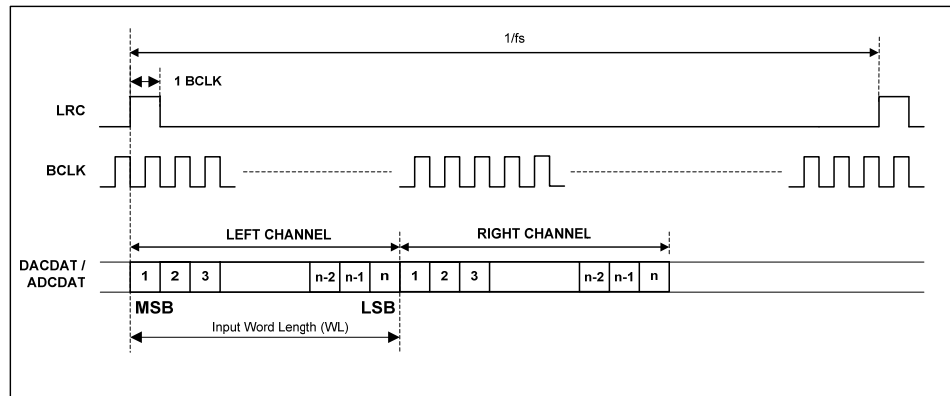 1/fs
1 BCLK
LRC
BCLK
LEFT CHANNEL RIGHT CHANNEL
DACDAT /
ADCDAT
1 2 3 n-2 n-1 n 1 2 3 n-2 n-1 n
MSB LSB
Input Word Length (WL)